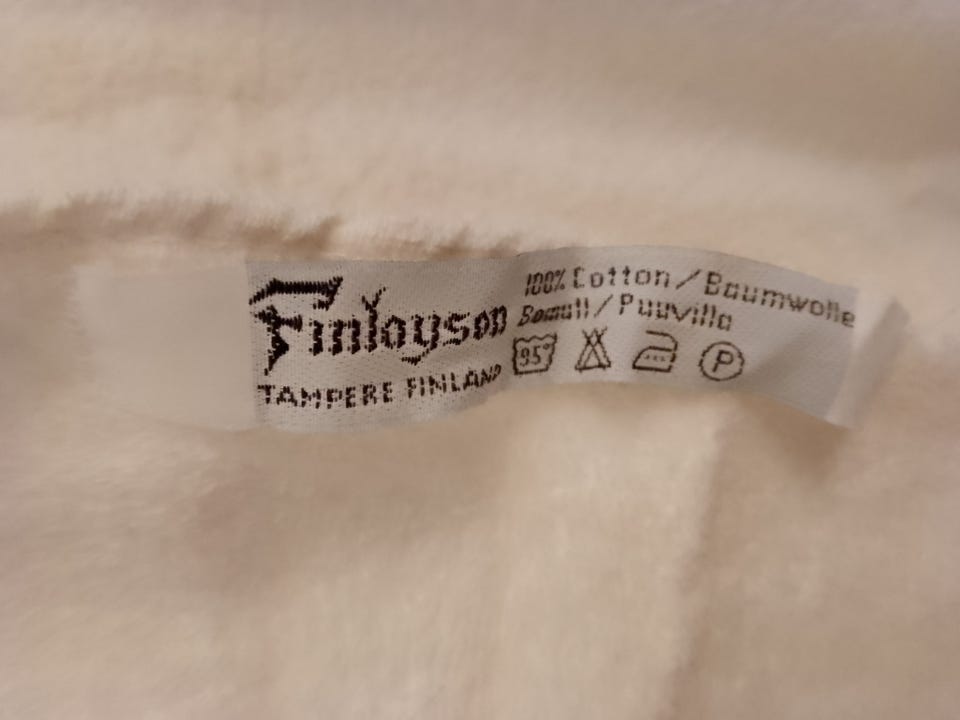 Finlayson
TAMPERE FINLAND
100% Cotton/Baumwolle
Bomull/Puuvilla
95° P